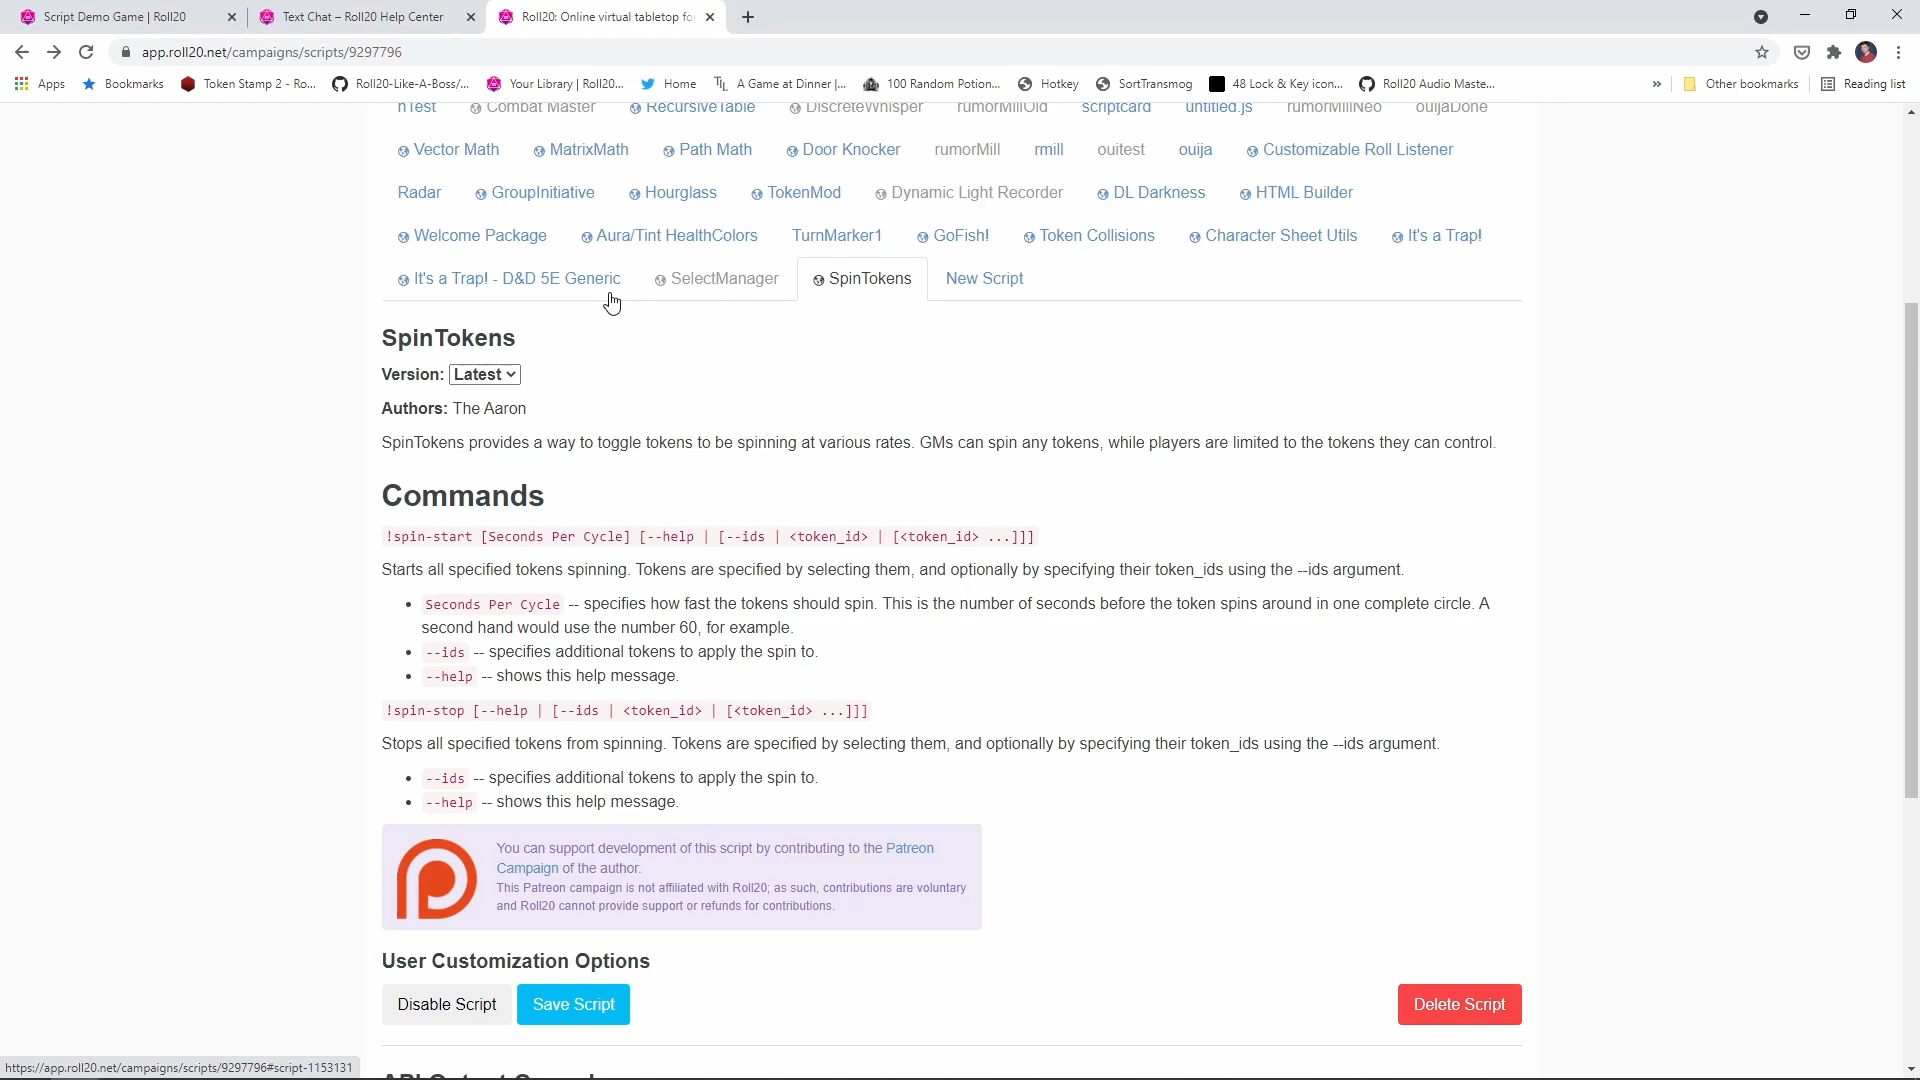 Script Demo Game | Roll20
Text Chat – Roll20 Help Center
Roll20: Online virtual tabletop for
app.roll20.net/campaigns/scripts/9297796
Apps
Bookmarks
Token Stamp 2 - Ro...
Roll20-Like-A-Boss/...
Your Library | Roll20...
Home
A Game at Dinner |...
100 Random Potion...
Hotkey
SortTransmog
48 Lock & Key icon...
Roll20 Audio Maste...
»
Other bookmarks
Reading list
nTest Combat Master RecursiveTable DiscreteWhisper rumorMillOld scriptcard untitled.js rumorMillNeo ouijaDone
Vector Math MatrixMath Path Math Door Knocker rumorMill rmill ouitest ouija Customizable Roll Listener
Radar GroupInitiative Hourglass TokenMod Dynamic Light Recorder DL Darkness HTML Builder
Welcome Package Aura/Tint HealthColors TurnMarker1 GoFish! Token Collisions Character Sheet Utils It's a Trap!
It's a Trap! - D&D 5E Generic SelectManager SpinTokens New Script
SpinTokens
Version: Latest
Authors: The Aaron
SpinTokens provides a way to toggle tokens to be spinning at various rates. GMs can spin any tokens, while players are limited to the tokens they can control.
Commands
!spin-start [Seconds Per Cycle] [--help | [--ids | <token_id> | [<token_id> ...]]]
Starts all specified tokens spinning. Tokens are specified by selecting them, and optionally by specifying their token_ids using the --ids argument.
• Seconds Per Cycle -- specifies how fast the tokens should spin. This is the number of seconds before the token spins around in one complete circle. A
second hand would use the number 60, for example.
• --ids -- specifies additional tokens to apply the spin to.
• --help -- shows this help message.
!spin-stop [--help | [--ids | <token_id> | [<token_id> ...]]]
Stops all specified tokens from spinning. Tokens are specified by selecting them, and optionally by specifying their token_ids using the --ids argument.
• --ids -- specifies additional tokens to apply the spin to.
• --help -- shows this help message.
You can support development of this script by contributing to the Patreon
Campaign of the author.
This Patreon campaign is not affiliated with Roll20; as such, contributions are voluntary
and Roll20 cannot provide support or refunds for contributions.
User Customization Options
Disable Script Save Script Delete Script
https://app.roll20.net/campaigns/scripts/9297796#script-1153131